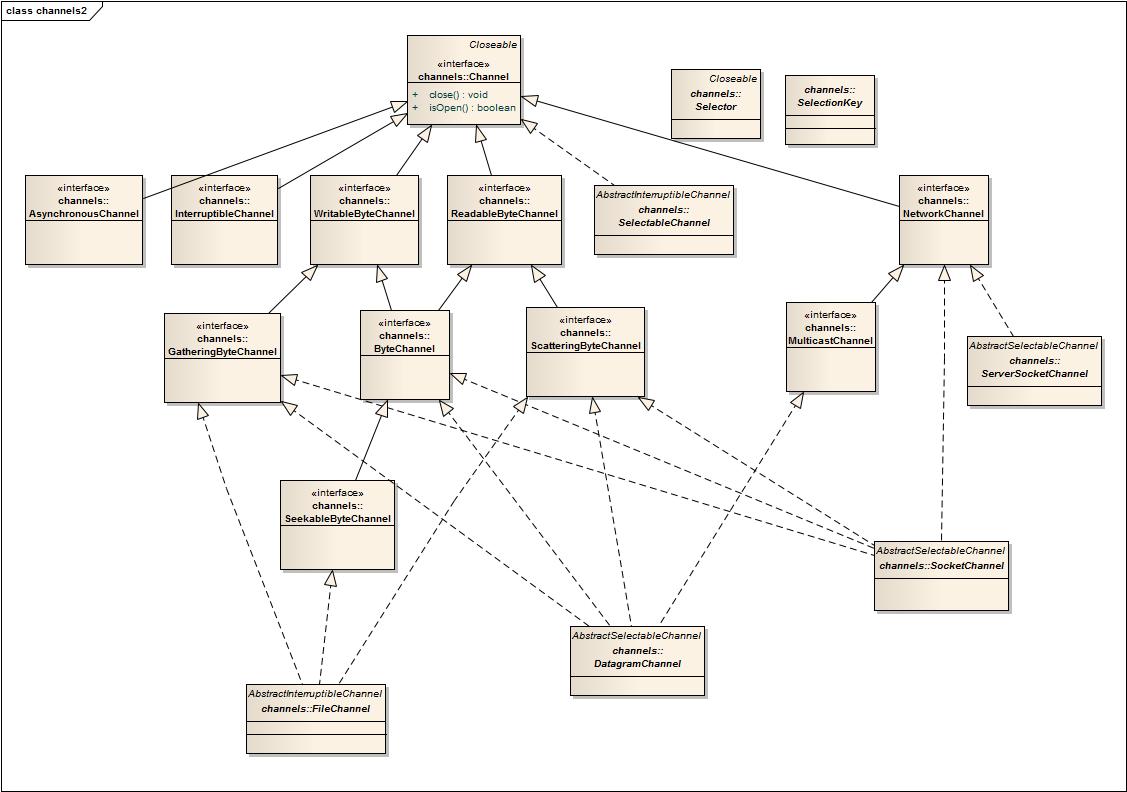 class channels2
Closeable
«interface»
channels::Channel
+ close() : void
+ isOpen() : boolean
Closeable
channels::
Selector
channels::
SelectionKey
«interface»
channels::
AsynchronousChannel
«interface»
channels::
InterruptibleChannel
«interface»
channels::
WritableByteChannel
«interface»
channels::
ReadableByteChannel
AbstractInterruptibleChannel
channels::
SelectableChannel
«interface»
channels::
NetworkChannel
«interface»
channels::
GatheringByteChannel
«interface»
channels::
ByteChannel
«interface»
channels::
ScatteringByteChannel
«interface»
channels::
MulticastChannel
AbstractSelectableChannel
channels::
ServerSocketChannel
«interface»
channels::
SeekableByteChannel
AbstractSelectableChannel
channels::SocketChannel
AbstractSelectableChannel
channels::
DatagramChannel
AbstractInterruptibleChannel
channels::FileChannel